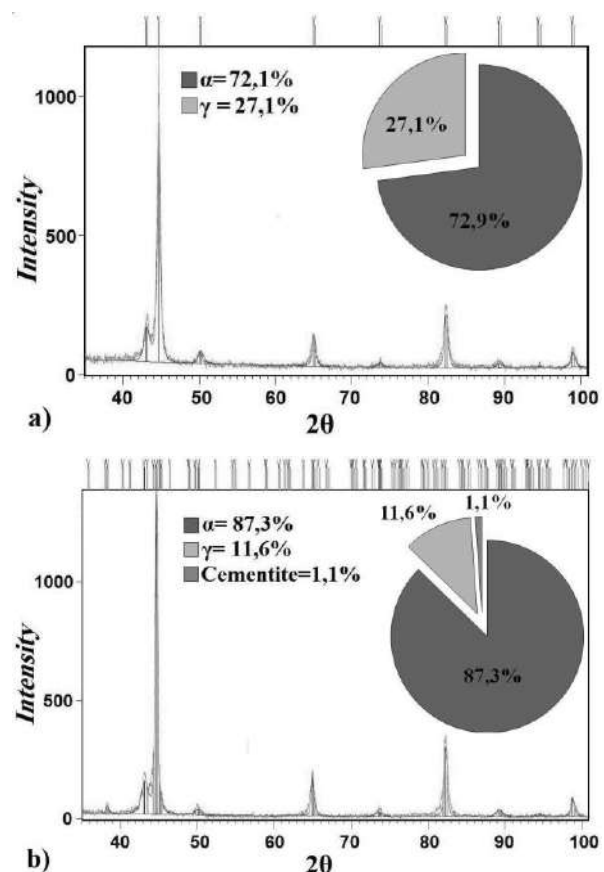 α= 72,1%
γ = 27,1%
27,1%
72,9%
1000
500
0
Intensity
40 50 60 70 80 90 100
a)
2θ
α= 87,3%
γ= 11,6%
Cementite=1,1%
11,6%
1,1%
87,3%
1000
500
0
Intensity
40 50 60 70 80 90 100
b)
2θ